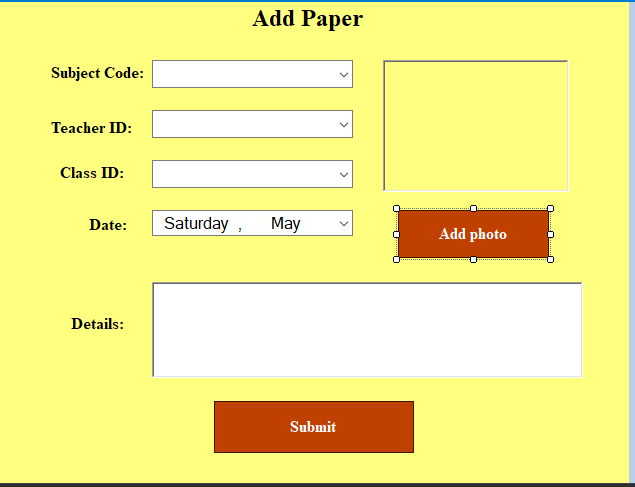 Add Paper
Subject Code:
Teacher ID:
Class ID:
Date: Saturday , May
Add photo
Details:
Submit